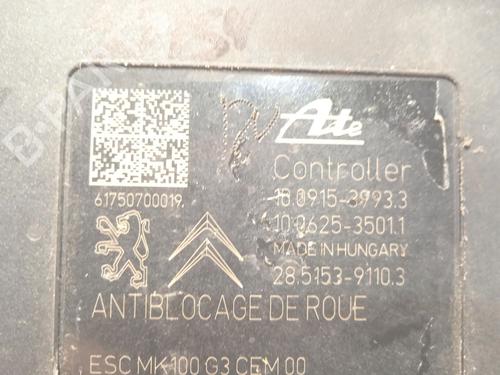 Ate
Controller
61750700019
18.0915-3993.3
10.0625-3501.1
MADE IN HUNGARY
28.5153-9110.3
ANTIBLOCAGE DE ROUE
ESC MK100 G3 CEM 00